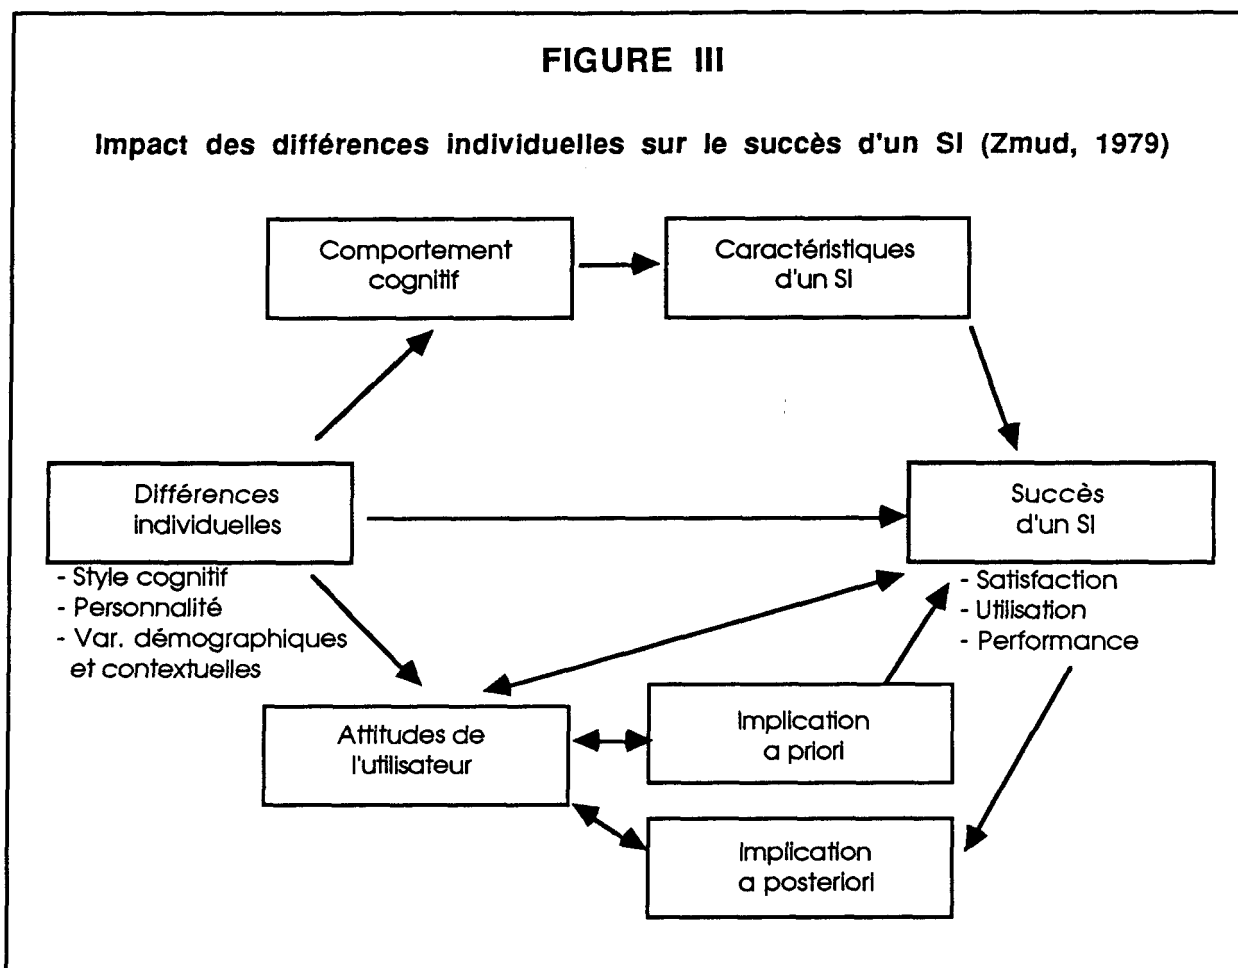 FIGURE III
Impact des différences individuelles sur le succès d'un SI (Zmud, 1979)
Comportement
cognitif
Caractéristiques
d'un SI
Différences
individuelles
- Style cognitif
- Personnalité
- Var. démographiques
et contextuelles
Succès
d'un SI
- Satisfaction
- Utilisation
- Performance
Attitudes de
l'utilisateur
Implication
a priori
Implication
a posteriori